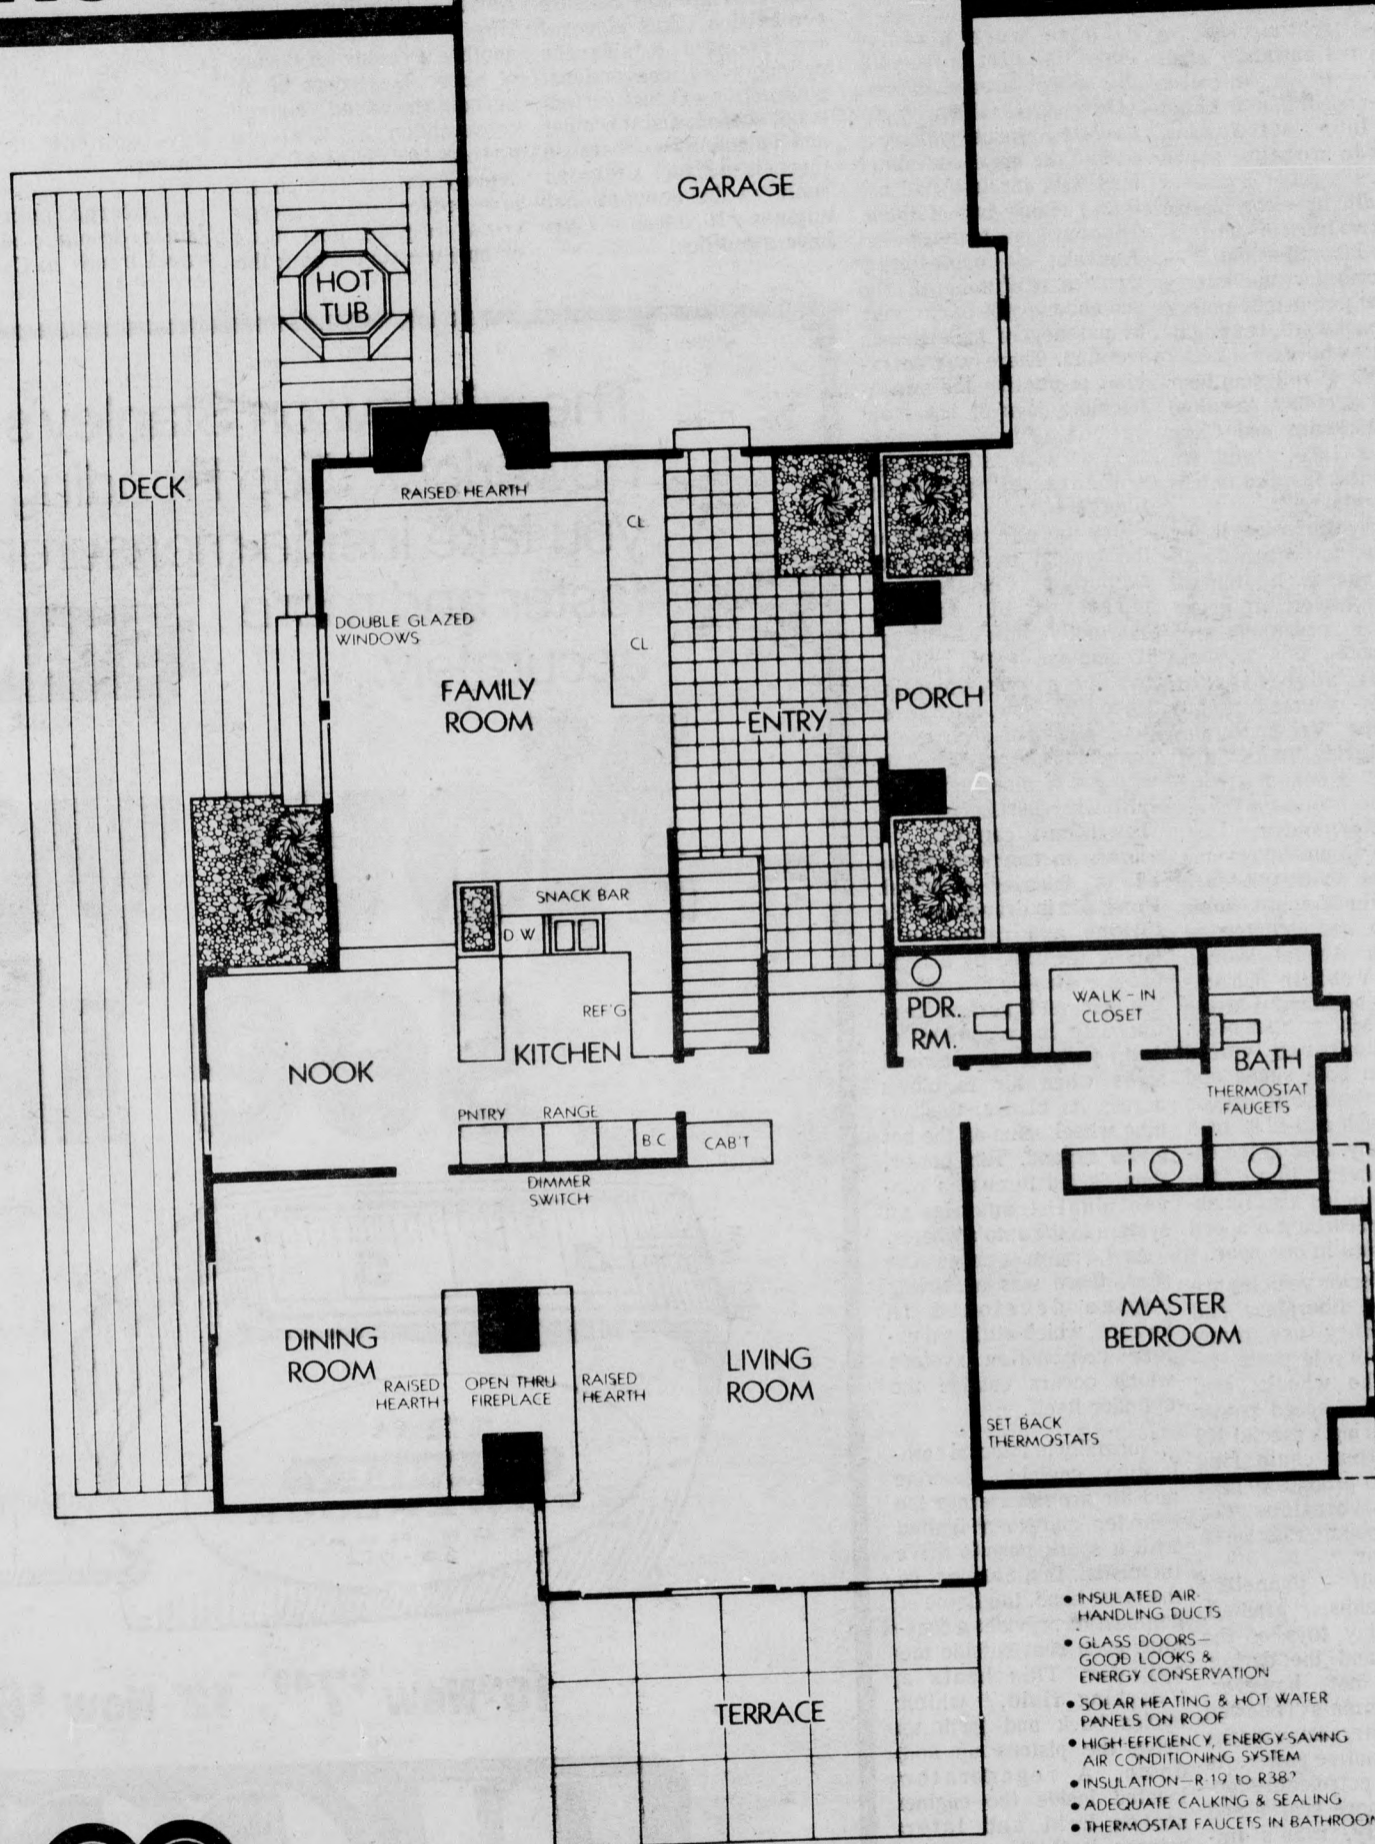 GARAGE
HOT
TUB
DECK
RAISED HEARTH
CL
DOUBLE GLAZED
WINDOWS
CL
FAMILY
ROOM
ENTRY
PORCH
SNACK BAR
D W
REF'G
KITCHEN
NOOK
PDR.
RM.
WALK-IN
CLOSET
BATH
THERMOSTAT
FAUCETS
PNTRY
RANGE
B C
CAB'T
DIMMER
SWITCH
DINING
ROOM
RAISED
HEARTH
OPEN THRU
FIREPLACE
RAISED
HEARTH
LIVING
ROOM
MASTER
BEDROOM
SET BACK
THERMOSTATS
TERRACE
• INSULATED AIR
HANDLING DUCTS
• GLASS DOORS—
GOOD LOOKS &
ENERGY CONSERVATION
• SOLAR HEATING & HOT WATER
PANELS ON ROOF
• HIGH-EFFICIENCY, ENERGY-SAVING
AIR CONDITIONING SYSTEM
• INSULATION—R-19 to R38
• ADEQUATE CALKING & SEALING
• THERMOSTAT FAUCETS IN